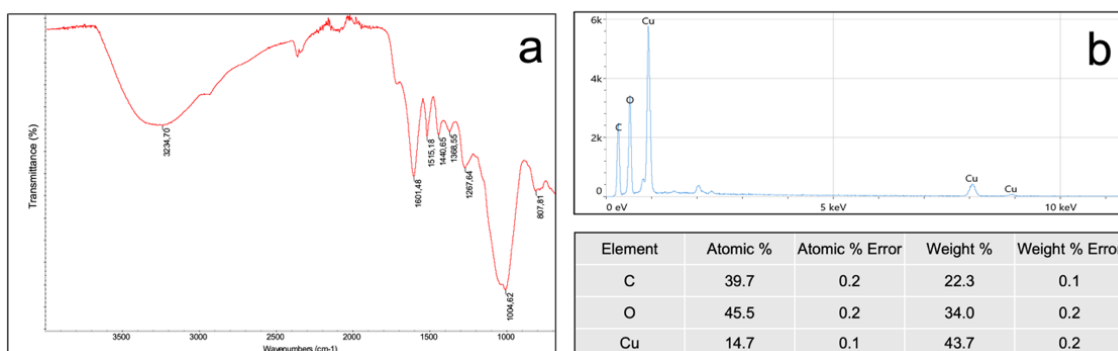 a
Transmittance (%)
3234,70
1601,48
1515,18
1440,65
1368,55
1267,64
1004,62
807,81
3500 3000 2500 2000 1500 1000
Wavenumbers (cm-1)
b
6k
4k
2k
0
C
O
Cu
Cu
Cu
0 eV 5 keV 10 keV
Element Atomic % Atomic % Error Weight % Weight % Error
C 39.7 0.2 22.3 0.1
O 45.5 0.2 34.0 0.2
Cu 14.7 0.1 43.7 0.2